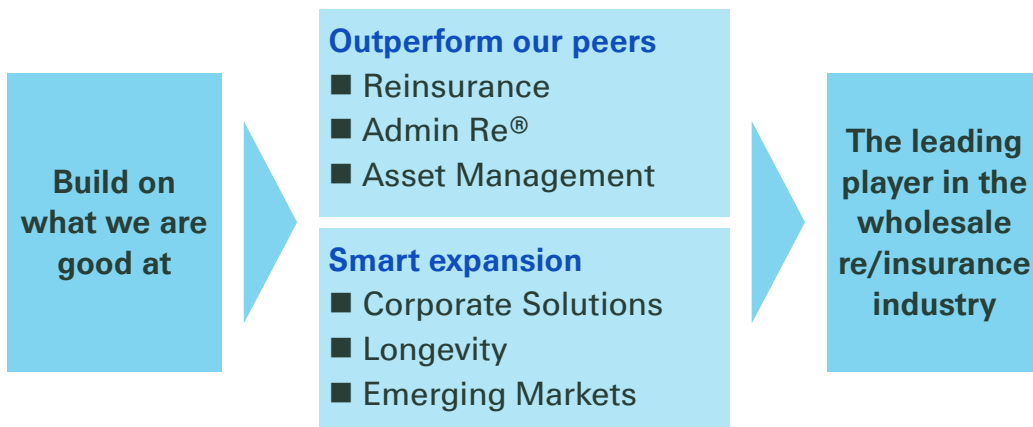 Build on
what we are
good at
Outperform our peers
■ Reinsurance
■ Admin Re®
■ Asset Management
Smart expansion
■ Corporate Solutions
■ Longevity
■ Emerging Markets
The leading
player in the
wholesale
re/insurance
industry